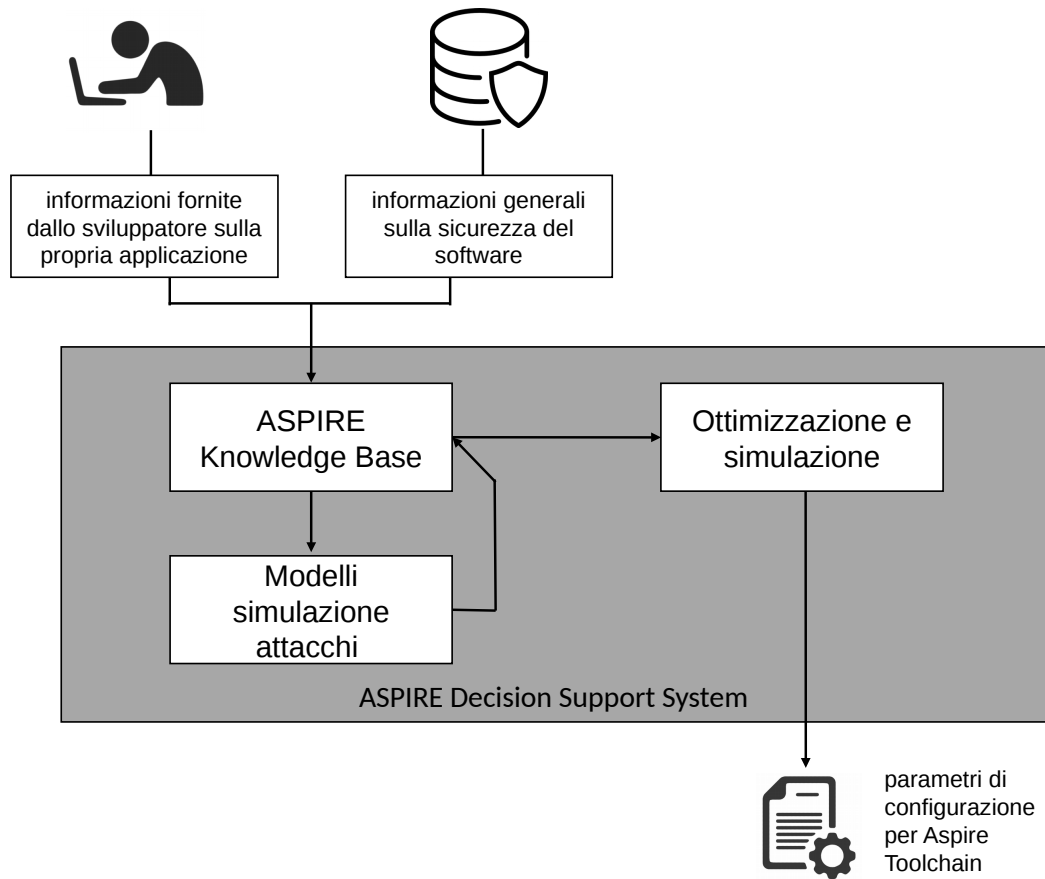 informazioni fornite
dallo sviluppatore sulla
propria applicazione
informazioni generali
sulla sicurezza del
software
ASPIRE
Knowledge Base
Ottimizzazione e
simulazione
Modelli
simulazione
attacchi
ASPIRE Decision Support System
parametri di
configurazione
per Aspire
Toolchain